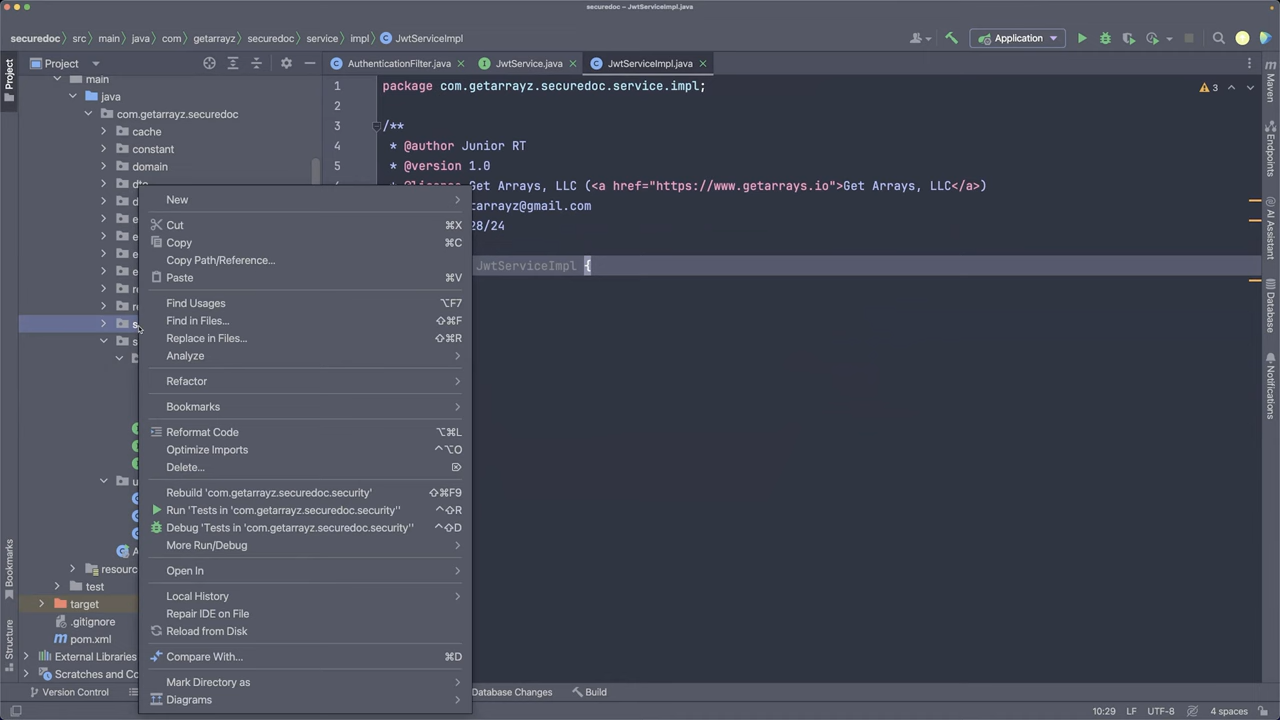 securedoc – JwtServiceImpl.java
securedoc
src
main
java
com
getarrayz
securedoc
service
impl
JwtServiceImpl
Application
Project
Project
AuthenticationFilter.java
JwtService.java
JwtServiceImpl.java
main
java
com.getarrayz.securedoc
cache
constant
domain
resourc
test
target
.gitignore
pom.xml
External Libraries
Scratches and Co
1 package com.getarrayz.securedoc.service.impl;
2
3 /**
4 * @author Junior RT
5 * @version 1.0
Get Arrays, LLC (<a href="https://www.getarrays.io">Get Arrays, LLC</a>)
tarrayz@gmail.com
28/24
JwtServiceImpl {
3
New
Cut ⌘X
Copy ⌘C
Copy Path/Reference...
Paste ⌘V
Find Usages ⌥F7
Find in Files... ⇧⌘F
Replace in Files... ⇧⌘R
Analyze
Refactor
Bookmarks
Reformat Code ⌥⌘L
Optimize Imports ^⌥O
Delete... ⌦
Rebuild 'com.getarrayz.securedoc.security' ⇧⌘F9
Run 'Tests in 'com.getarrayz.securedoc.security'' ^⇧R
Debug 'Tests in 'com.getarrayz.securedoc.security'' ^⇧D
More Run/Debug
Open In
Local History
Repair IDE on File
Reload from Disk
Compare With... ⌘D
Mark Directory as
Diagrams
Maven
Endpoints
AI Assistant
Database
Notifications
Bookmarks
Structure
Version Control
Database Changes
Build
10:29 LF UTF-8 4 spaces